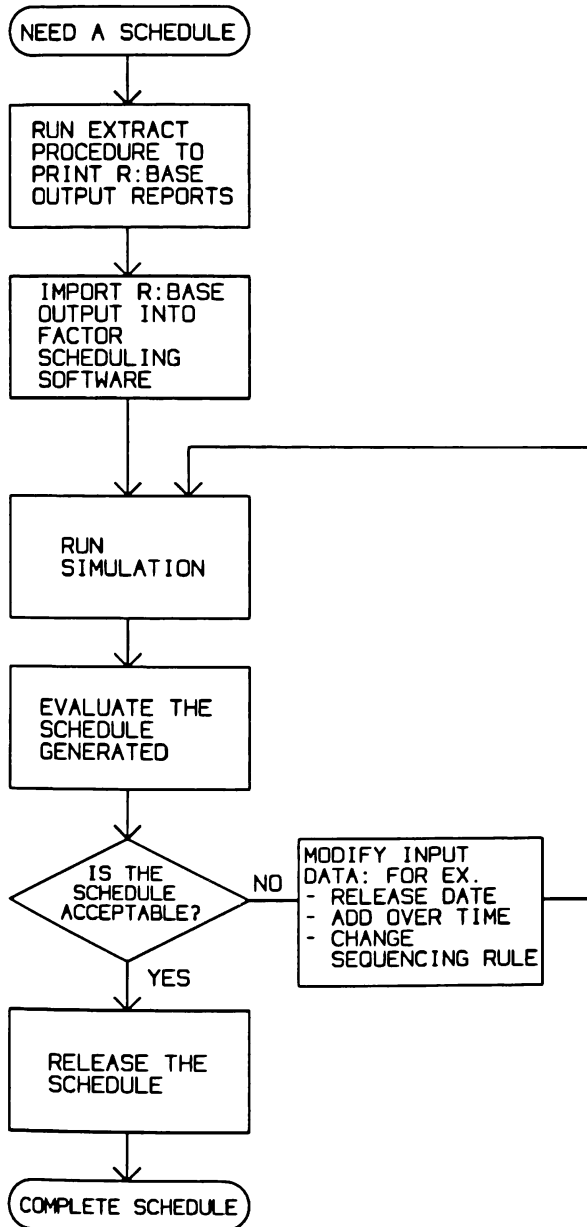 NEED A SCHEDULE
RUN EXTRACT
PROCEDURE TO
PRINT R:BASE
OUTPUT REPORTS
IMPORT R:BASE
OUTPUT INTO
FACTOR
SCHEDULING
SOFTWARE
RUN
SIMULATION
EVALUATE THE
SCHEDULE
GENERATED
IS THE
SCHEDULE
ACCEPTABLE?
NO
MODIFY INPUT
DATA: FOR EX.
- RELEASE DATE
- ADD OVER TIME
- CHANGE
SEQUENCING RULE
YES
RELEASE THE
SCHEDULE
COMPLETE SCHEDULE